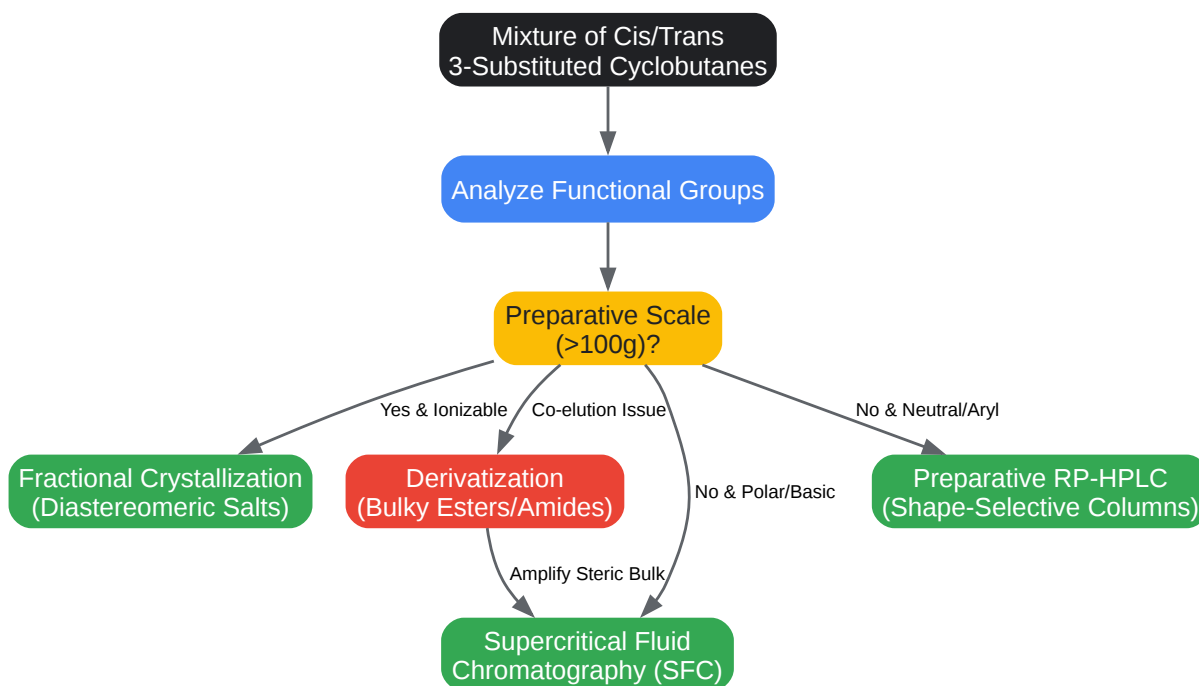 Mixture of Cis/Trans
3-Substituted Cyclobutanes
Analyze Functional Groups
Preparative Scale
(>100g)?
Yes & Ionizable
Co-elution Issue
No & Neutral/Aryl
Fractional Crystallization
(Diastereomeric Salts)
Derivatization
(Bulky Esters/Amides)
No & Polar/Basic
Preparative RP-HPLC
(Shape-Selective Columns)
Amplify Steric Bulk
Supercritical Fluid
Chromatography (SFC)